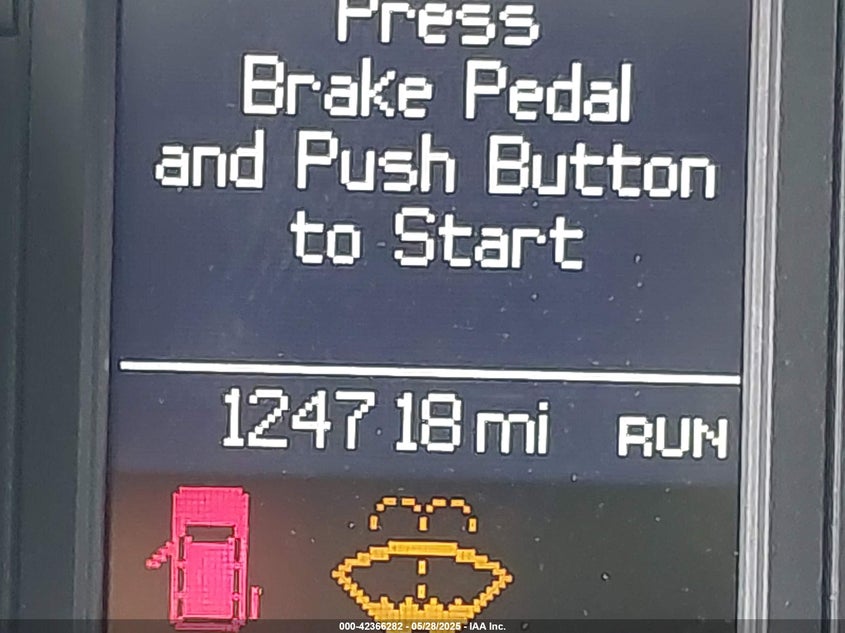 Press
Brake Pedal
and Push Button
to Start
124718 mi RUN
000-42366282 - 05/28/2025 - IAA Inc.